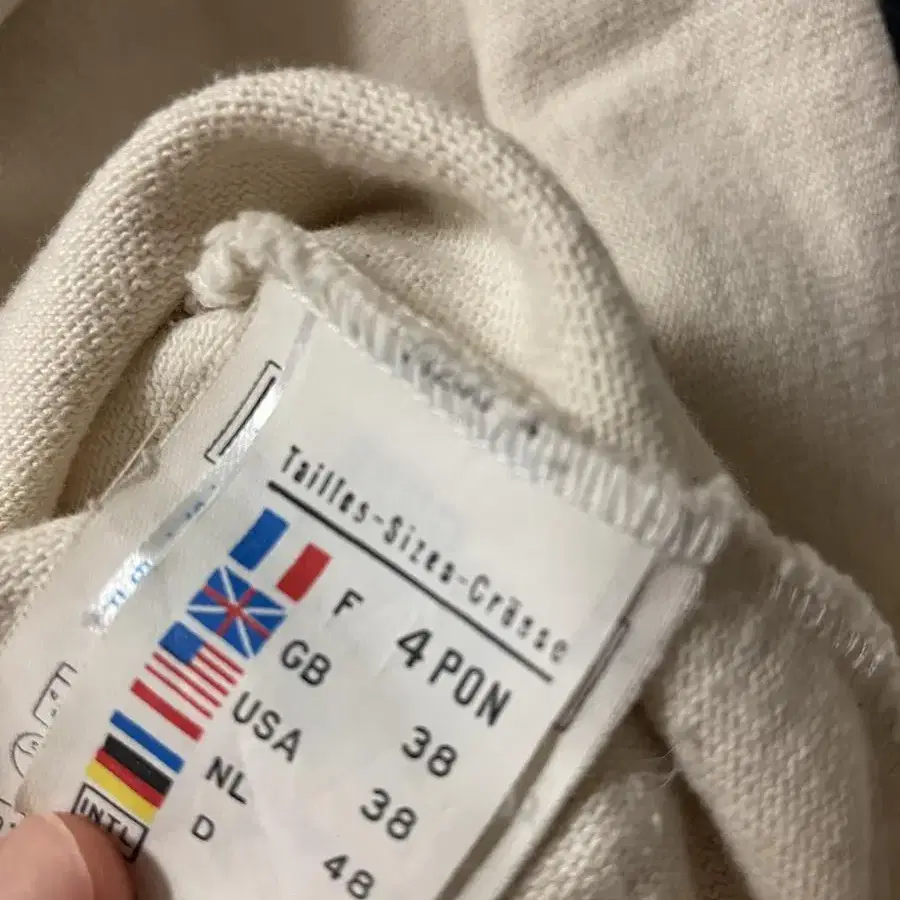 Tailles-Sizes-Grösse
F 4 PON
GB 38
USA 38
NL 48
D
INTL